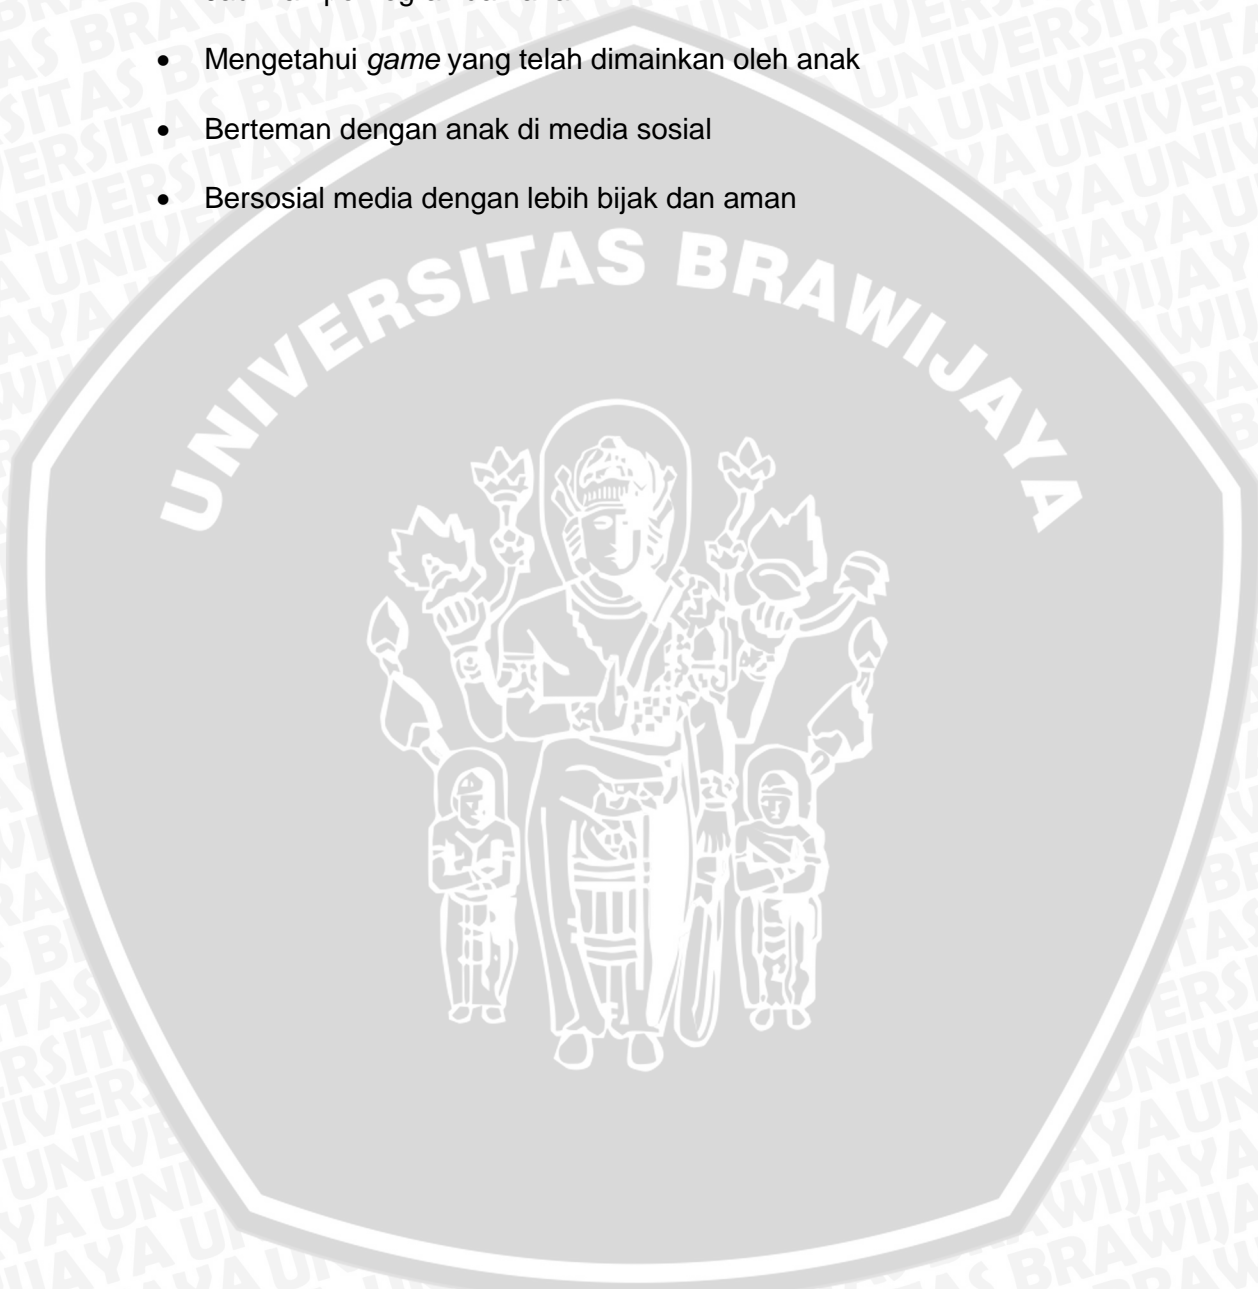 • Mengetahui game yang telah dimainkan oleh anak
• Berteman dengan anak di media sosial
• Bersosial media dengan lebih bijak dan aman
UNIVERSITAS BRAWIJAYA